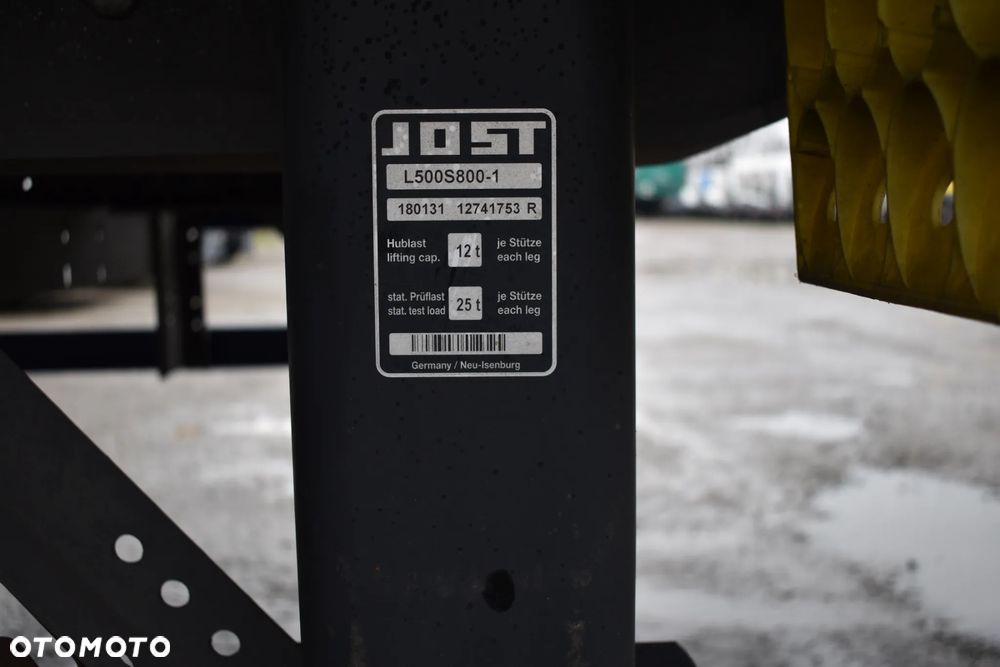 JOST
L500S800-1
180131 12741753 R
Hublast 12 t je Stütze
lifting cap. each leg
stat. Prüflast 25 t je Stütze
stat. test load each leg
Germany / Neu-Isenburg
OTOMOTO